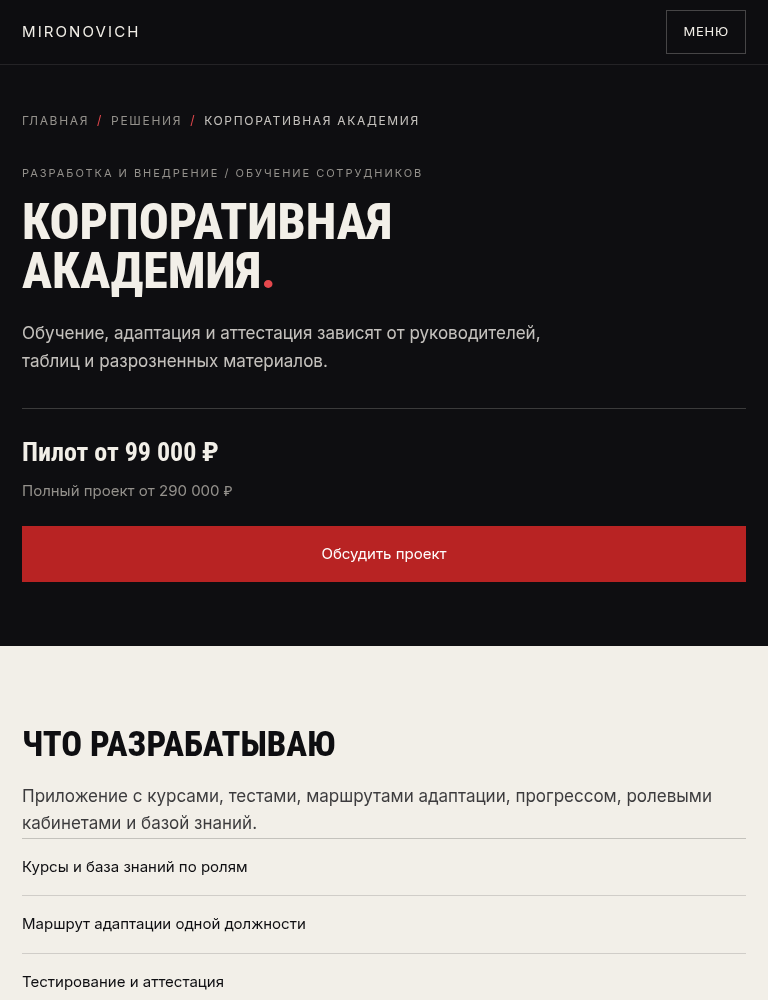 MIRONOVICH
МЕНЮ
ГЛАВНАЯ / РЕШЕНИЯ / КОРПОРАТИВНАЯ АКАДЕМИЯ
РАЗРАБОТКА И ВНЕДРЕНИЕ / ОБУЧЕНИЕ СОТРУДНИКОВ
КОРПОРАТИВНАЯ
АКАДЕМИЯ.
Обучение, адаптация и аттестация зависят от руководителей,
таблиц и разрозненных материалов.
Пилот от 99 000 ₽
Полный проект от 290 000 ₽
Обсудить проект
ЧТО РАЗРАБАТЫВАЮ
Приложение с курсами, тестами, маршрутами адаптации, прогрессом, ролевыми
кабинетами и базой знаний.
Курсы и база знаний по ролям
Маршрут адаптации одной должности
Тестирование и аттестация